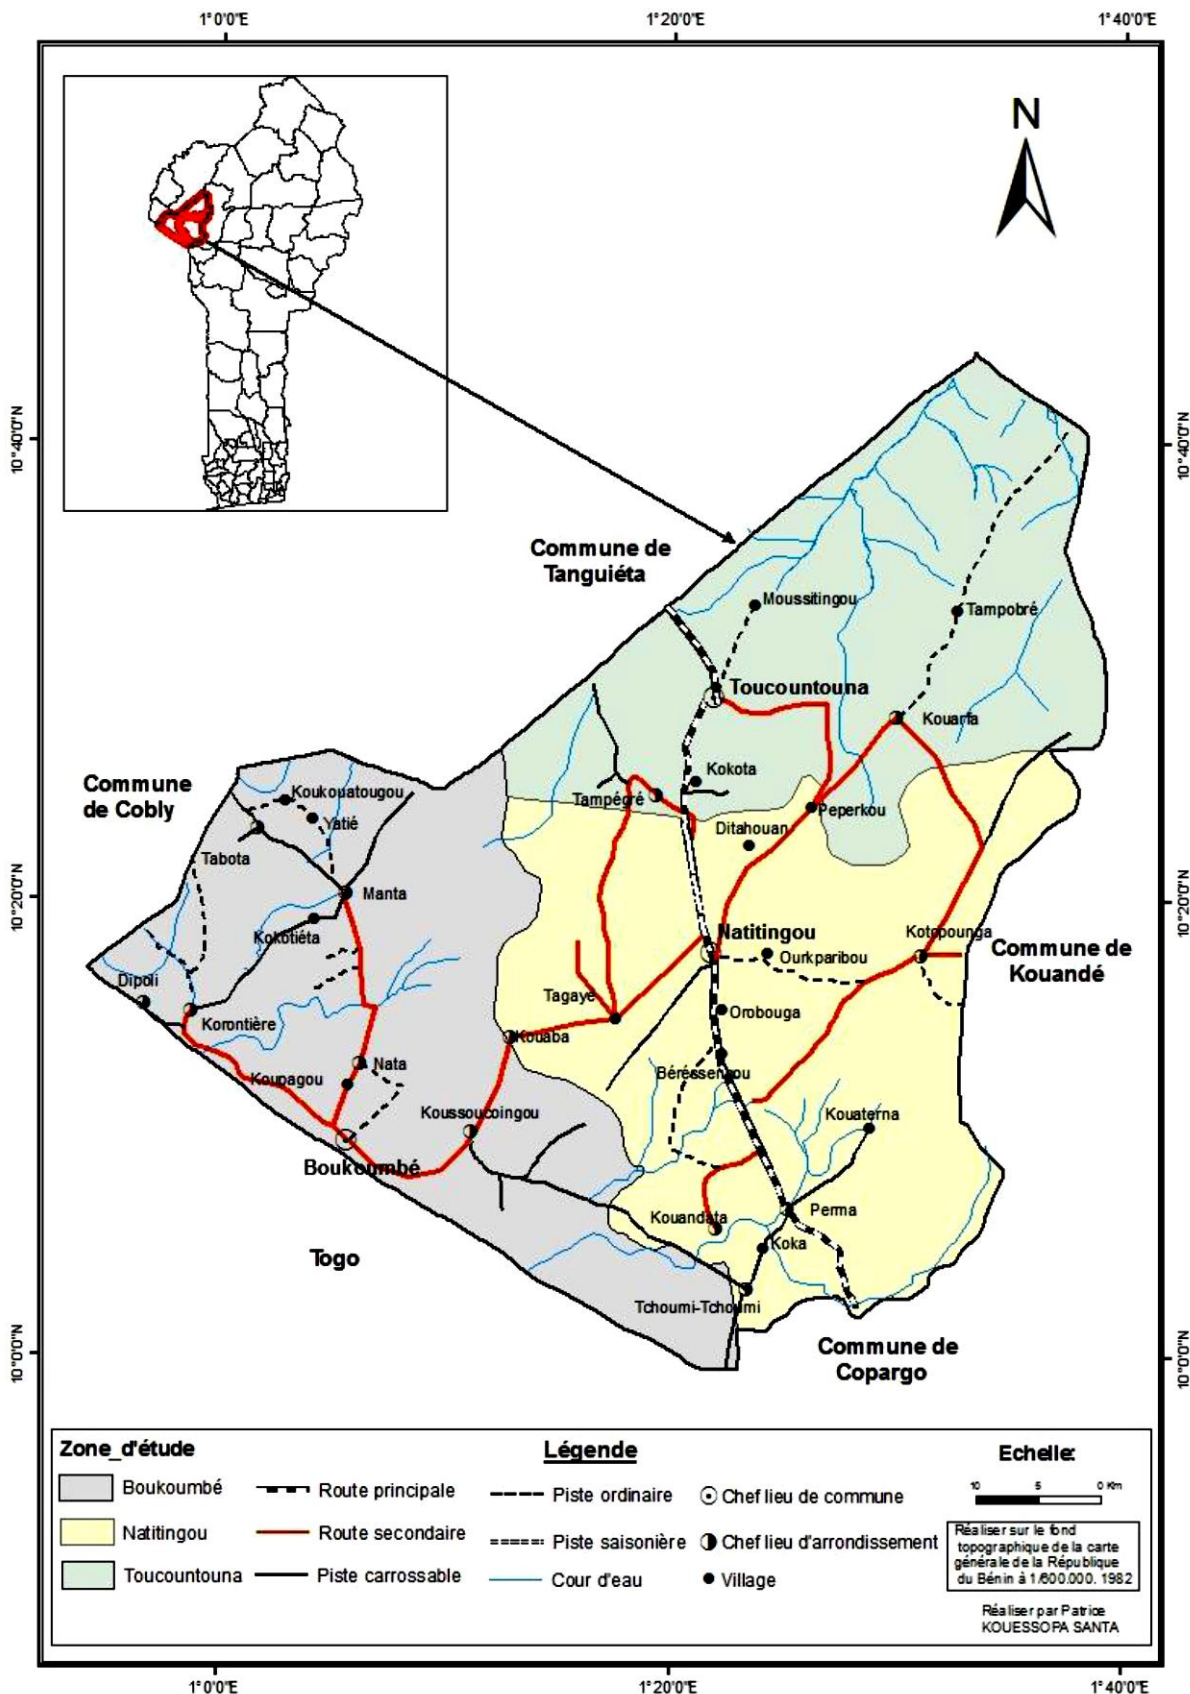 1°0'0"E
1°20'0"E
1°40'0"E
N
10°40'0"N
10°40'0"N
Commune de
Tanguiéta
Moussitingou
Tampobré
Toucountouna
Kouarfa
Commune
de Cobly
Kokota
Koukouatougou
Tampégré
Peperkou
Yatié
Ditahouan
Tabota
10°20'0"N
10°20'0"N
Manta
Kokotiéta
Natitingou
Kotopounga
Ourkparibou
Commune de
Kouandé
Dipoli
Tagayé
Korontière
Orobouga
Kouaba
Nata
Koupagou
Béréssengou
Koussoucoingou
Kouaterna
Boukoumbé
Kouandata
Perma
Togo
Koka
Tchoumi-Tchoumi
10°0'0"N
10°0'0"N
Commune de
Copargo
Zone_d'étude
Légende
Echelle:
Boukoumbé
Route principale
Piste ordinaire
Chef lieu de commune
10 5 0 Km
Natitingou
Route secondaire
Piste saisonière
Chef lieu d'arrondissement
Toucountouna
Piste carrossable
Cour d'eau
Village
Réaliser sur le fond
topographique de la carte
générale de la République
du Bénin à 1/600.000. 1982
Réaliser par Patrice
KOUESSOPA SANTA
1°0'0"E
1°20'0"E
1°40'0"E